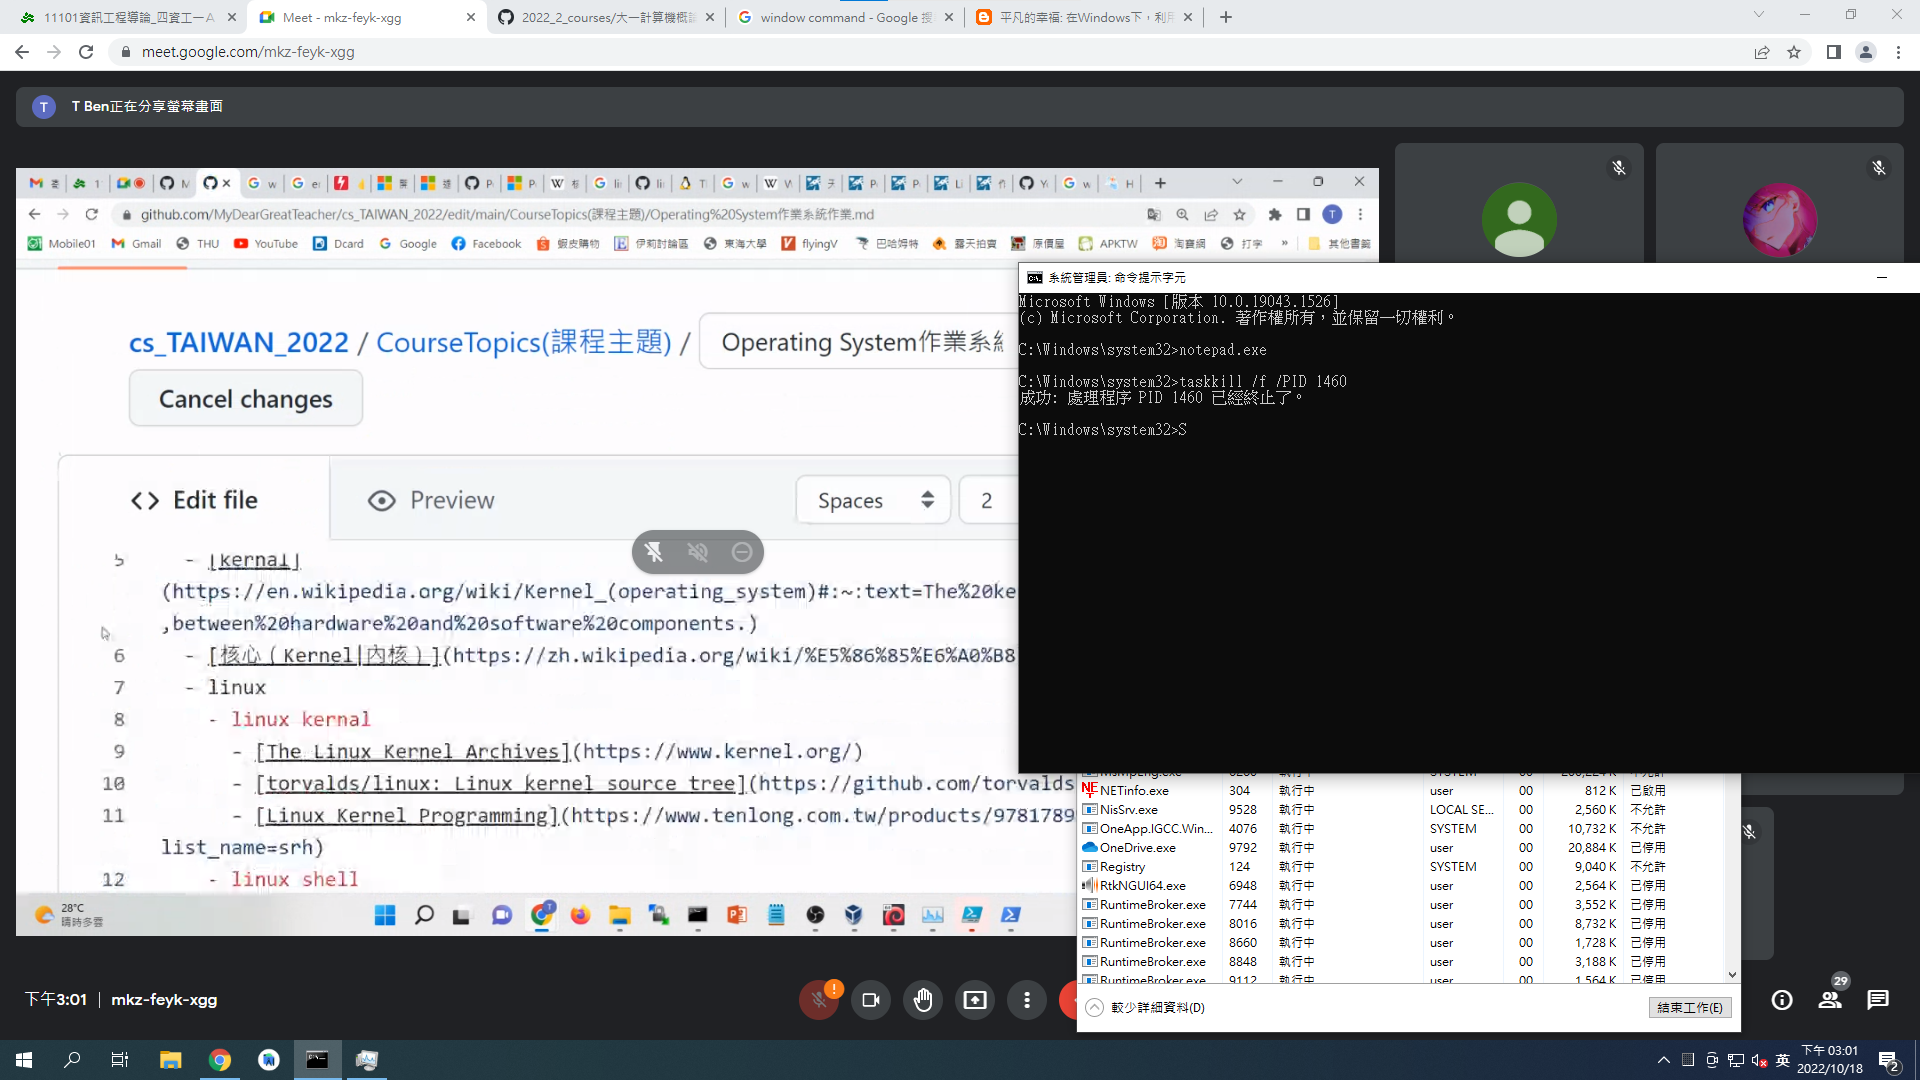 11101資訊工程導論_四資工一A
Meet - mkz-feyk-xgg
2022_2_courses/大一計算機概論
window command - Google 搜
平凡的幸福: 在Windows下，利用
meet.google.com/mkz-feyk-xgg
T
T Ben正在分享螢幕畫面
github.com/MyDearGreatTeacher/cs_TAIWAN_2022/edit/main/CourseTopics(課程主題)/Operating%20System作業系統作業.md
Mobile01
Gmail
THU
YouTube
Dcard
Google
Facebook
蝦皮購物
伊莉討論區
東海大學
flyingV
巴哈姆特
露天拍賣
原價屋
APKTW
淘寶網
打字
»
其他書籤
cs_TAIWAN_2022 / CourseTopics(課程主題) /
Operating System作業系統
Cancel changes
<> Edit file
Preview
Spaces
2
5 - [kernal]
(https://en.wikipedia.org/wiki/Kernel_(operating_system)#:~:text=The%20ke
,between%20hardware%20and%20software%20components.)
6 - [核心（Kernel|內核）](https://zh.wikipedia.org/wiki/%E5%86%85%E6%A0%B8
7 - linux
8 - linux kernal
9 - [The Linux Kernel Archives](https://www.kernel.org/)
10 - [torvalds/linux: Linux kernel source tree](https://github.com/torvalds
11 - [Linux Kernel Programming](https://www.tenlong.com.tw/products/9781789
list_name=srh)
12 - linux shell
28°C
晴時多雲
系統管理員: 命令提示字元
Microsoft Windows [版本 10.0.19043.1526]
(c) Microsoft Corporation. 著作權所有，並保留一切權利。
C:\Windows\system32>notepad.exe
C:\Windows\system32>taskkill /f /PID 1460
成功: 處理程序 PID 1460 已經終止了。
C:\Windows\system32>S
MsMpEng.exe 執行中 SYSTEM 不允許
NETinfo.exe 304 執行中 user 00 812 K 已啟用
NisSrv.exe 9528 執行中 LOCAL SE... 00 2,560 K 不允許
OneApp.IGCC.Win... 4076 執行中 SYSTEM 00 10,732 K 不允許
OneDrive.exe 9792 執行中 user 00 20,884 K 已停用
Registry 124 執行中 SYSTEM 00 9,040 K 不允許
RtkNGUI64.exe 6948 執行中 user 00 2,564 K 已停用
RuntimeBroker.exe 7744 執行中 user 00 3,552 K 已停用
RuntimeBroker.exe 8016 執行中 user 00 8,732 K 已停用
RuntimeBroker.exe 8660 執行中 user 00 1,728 K 已停用
RuntimeBroker.exe 8848 執行中 user 00 3,188 K 已停用
RuntimeBroker.exe 9112 執行中 user 00 1,564 K 已停用
較少詳細資料(D)
結束工作(E)
下午3:01 | mkz-feyk-xgg
29
英
下午 03:01
2022/10/18
2